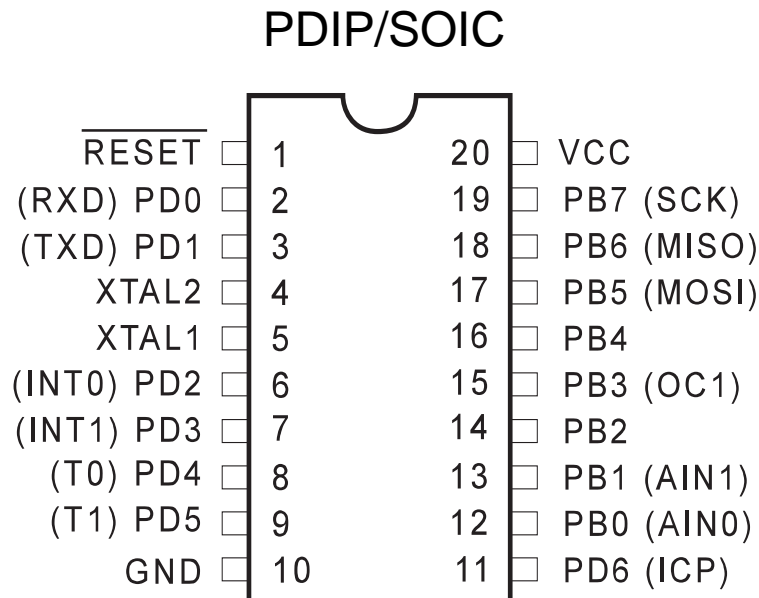 PDIP/SOIC
RESET 1 20 VCC
(RXD) PD0 2 19 PB7 (SCK)
(TXD) PD1 3 18 PB6 (MISO)
XTAL2 4 17 PB5 (MOSI)
XTAL1 5 16 PB4
(INT0) PD2 6 15 PB3 (OC1)
(INT1) PD3 7 14 PB2
(T0) PD4 8 13 PB1 (AIN1)
(T1) PD5 9 12 PB0 (AIN0)
GND 10 11 PD6 (ICP)